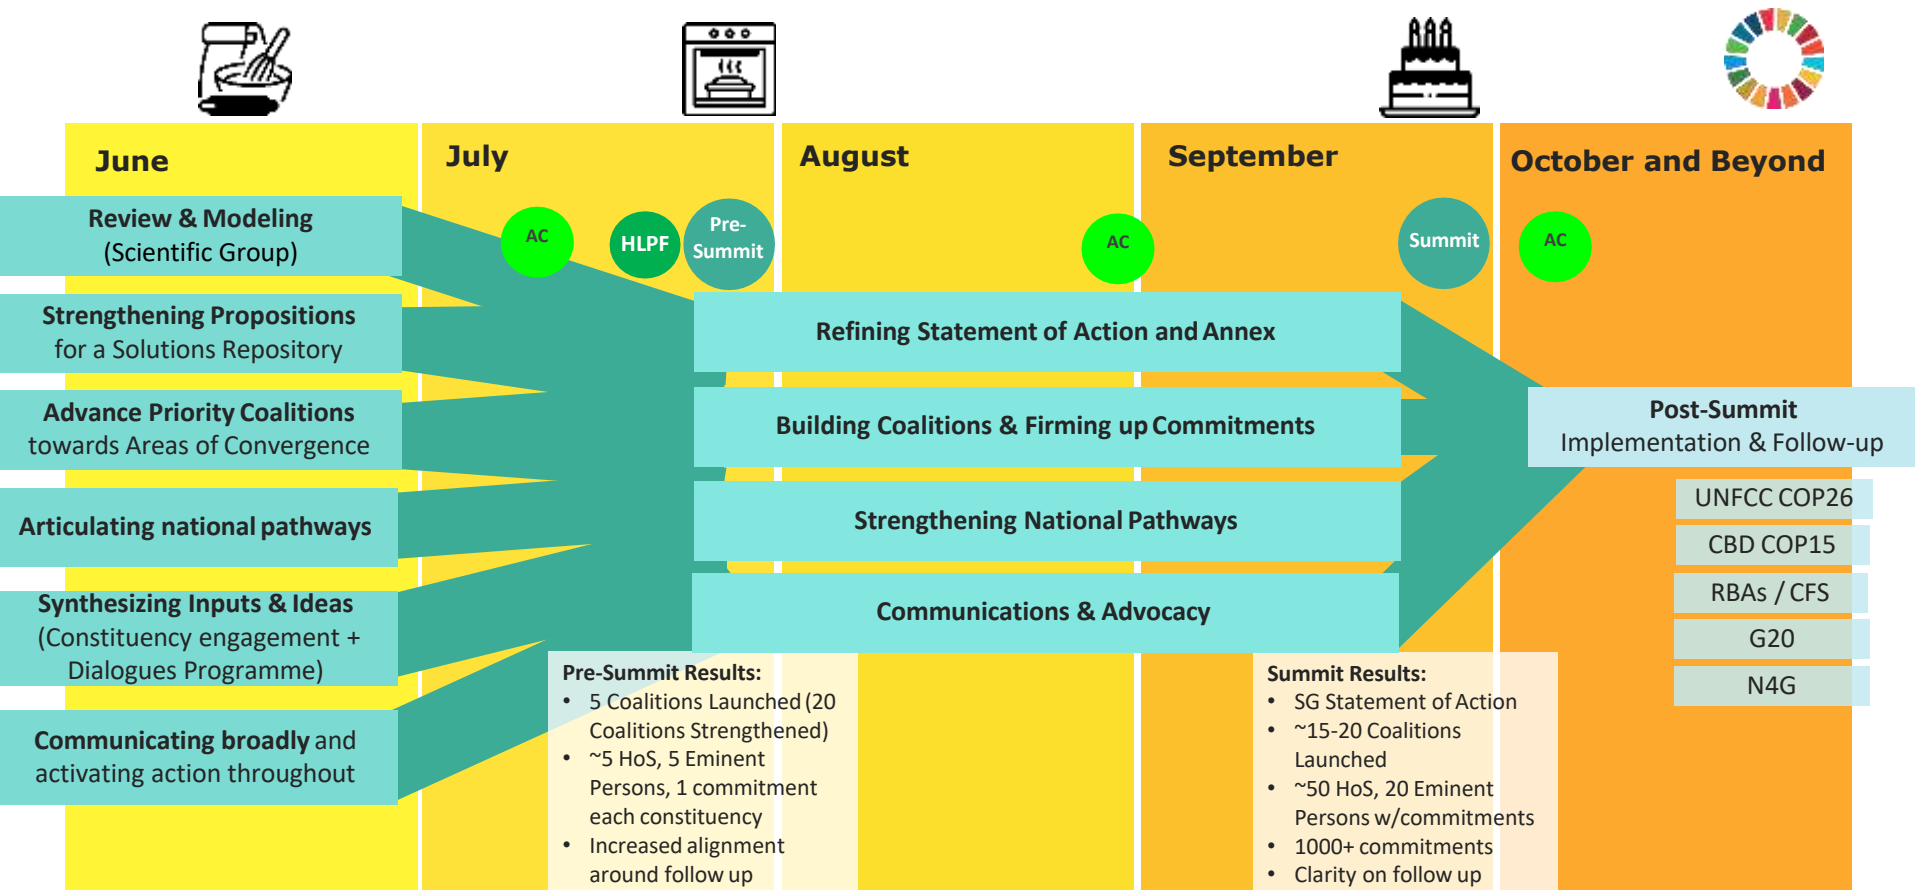 June
July
August
September
October and Beyond
AC
HLPF
Pre-
Summit
AC
Summit
AC
Review & Modeling
(Scientific Group)
Strengthening Propositions
for a Solutions Repository
Advance Priority Coalitions
towards Areas of Convergence
Articulating national pathways
Synthesizing Inputs & Ideas
(Constituency engagement +
Dialogues Programme)
Communicating broadly and
activating action throughout
Refining Statement of Action and Annex
Building Coalitions & Firming up Commitments
Strengthening National Pathways
Communications & Advocacy
Pre-Summit Results:
• 5 Coalitions Launched (20
Coalitions Strengthened)
• ~5 HoS, 5 Eminent
Persons, 1 commitment
each constituency
• Increased alignment
around follow up
Summit Results:
• SG Statement of Action
• ~15-20 Coalitions
Launched
• ~50 HoS, 20 Eminent
Persons w/commitments
• 1000+ commitments
• Clarity on follow up
Post-Summit
Implementation & Follow-up
UNFCC COP26
CBD COP15
RBAs / CFS
G20
N4G